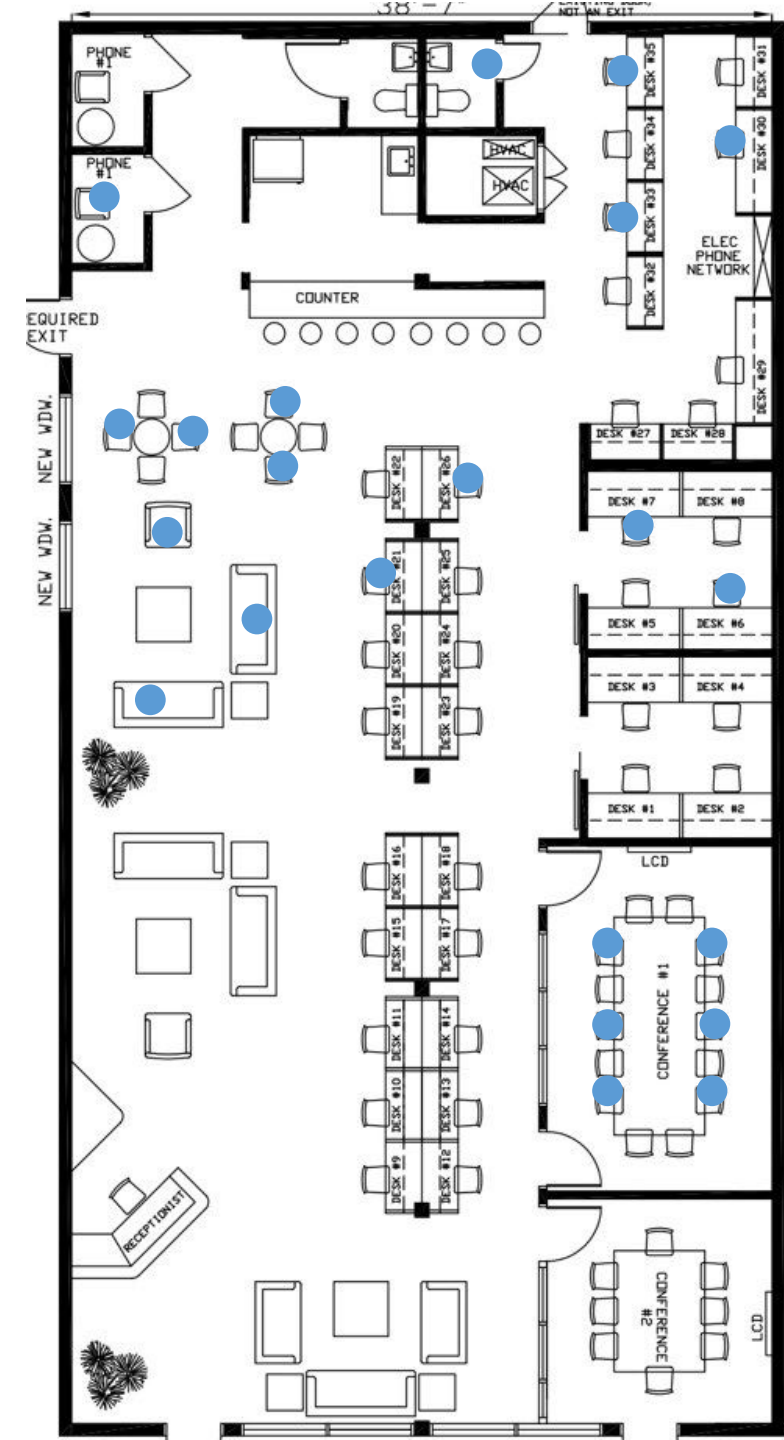 38'-7"
NOT AN EXIT
PHONE
#1
PHONE
#1
HVAC
HVAC
DESK #35
DESK #34
DESK #33
DESK #32
DESK #31
DESK #30
ELEC
PHONE
NETWORK
DESK #29
COUNTER
EQUIRED
EXIT
NEW WDW.
NEW WDW.
DESK #27
DESK #28
DESK #22
DESK #26
DESK #7
DESK #8
DESK #21
DESK #25
DESK #20
DESK #24
DESK #5
DESK #6
DESK #19
DESK #23
DESK #3
DESK #4
DESK #1
DESK #2
LCD
DESK #16
DESK #18
DESK #15
DESK #17
CONFERENCE #1
DESK #11
DESK #14
DESK #10
DESK #13
DESK #9
DESK #12
RECEPTIONIST
CONFERENCE
#2
LCD